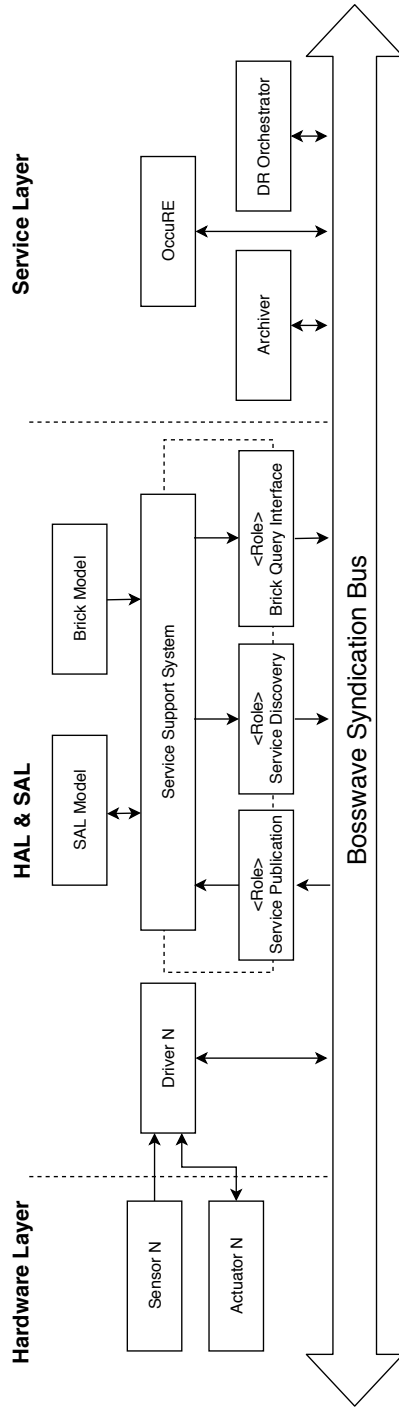 Hardware Layer
HAL & SAL
Service Layer
Sensor N
Actuator N
Driver N
SAL Model
Brick Model
Service Support System
<Role>
Service Publication
<Role>
Service Discovery
<Role>
Brick Query Interface
Archiver
OccuRE
DR Orchestrator
Bosswave Syndication Bus